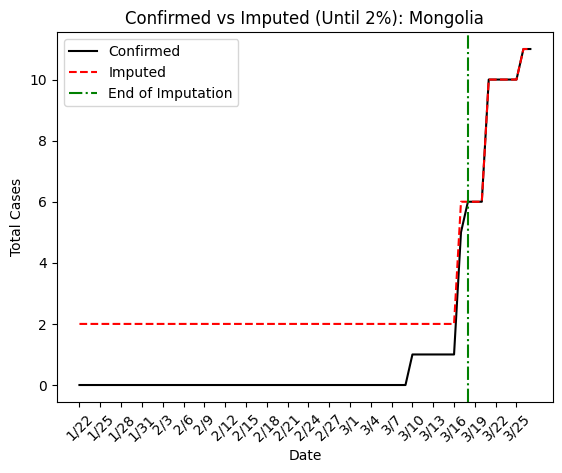 Confirmed vs Imputed (Until 2%): Mongolia
Confirmed
Imputed
End of Imputation
Total Cases
10
8
6
4
2
0
1/22 1/25 1/28 1/31 2/3 2/6 2/9 2/12 2/15 2/18 2/21 2/24 2/27 3/1 3/4 3/7 3/10 3/13 3/16 3/19 3/22 3/25
Date